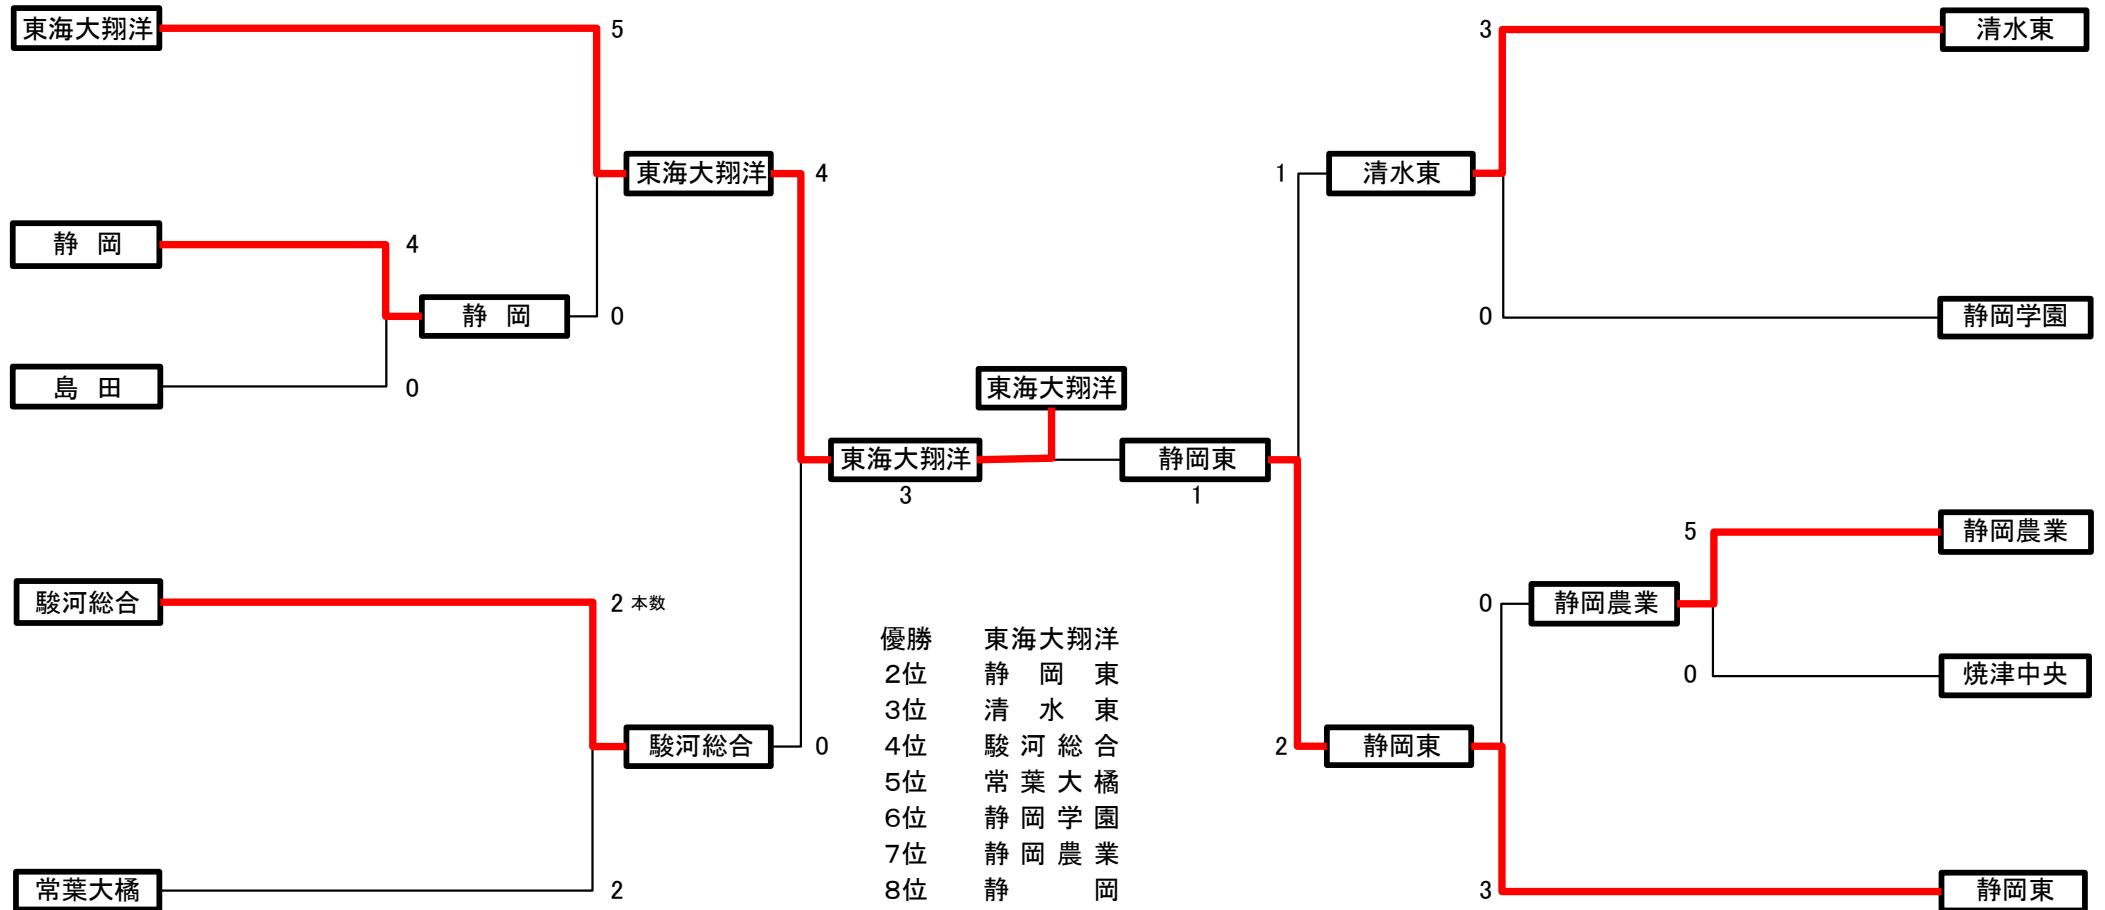 東海大翔洋
5
3
清水東
東海大翔洋
4
1
清水東
静 岡
4
静 岡
0
0
静岡学園
島 田
0
東海大翔洋
東海大翔洋
3
静岡東
1
5
静岡農業
駿河総合
2 本数
0
静岡農業
0
焼津中央
駿河総合
0
2
静岡東
常葉大橘
2
3
静岡東
優勝 東海大翔洋
2位 静 岡 東
3位 清 水 東
4位 駿 河 総 合
5位 常 葉 大 橘
6位 静 岡 学 園
7位 静 岡 農 業
8位 静 岡